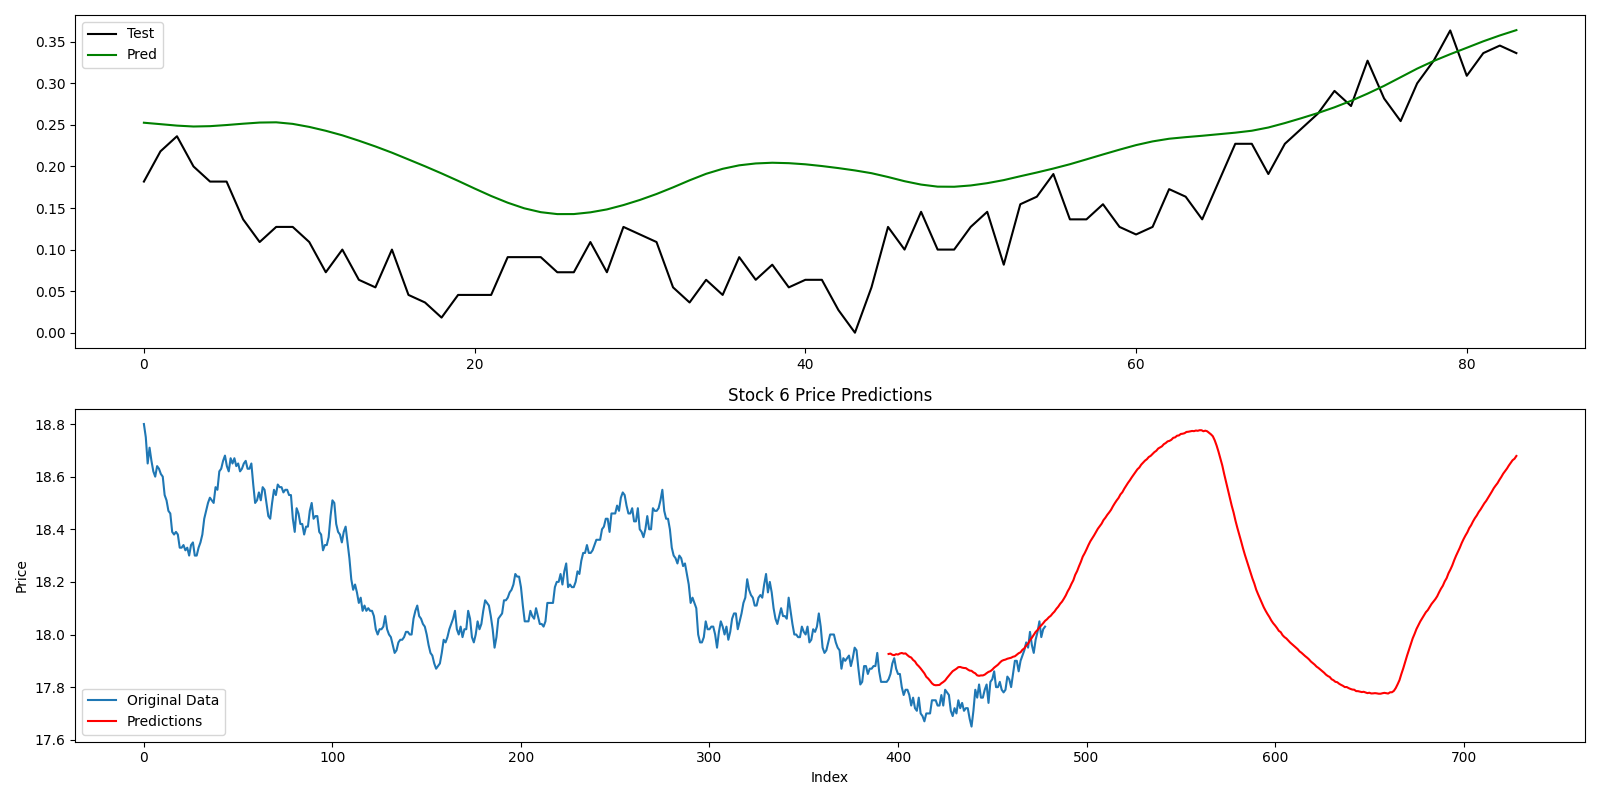 Test
Pred
0.35
0.30
0.25
0.20
0.15
0.10
0.05
0.00
0 20 40 60 80
Stock 6 Price Predictions
18.8
18.6
18.4
18.2
18.0
17.8
17.6
Price
Original Data
Predictions
0 100 200 300 400 500 600 700
Index